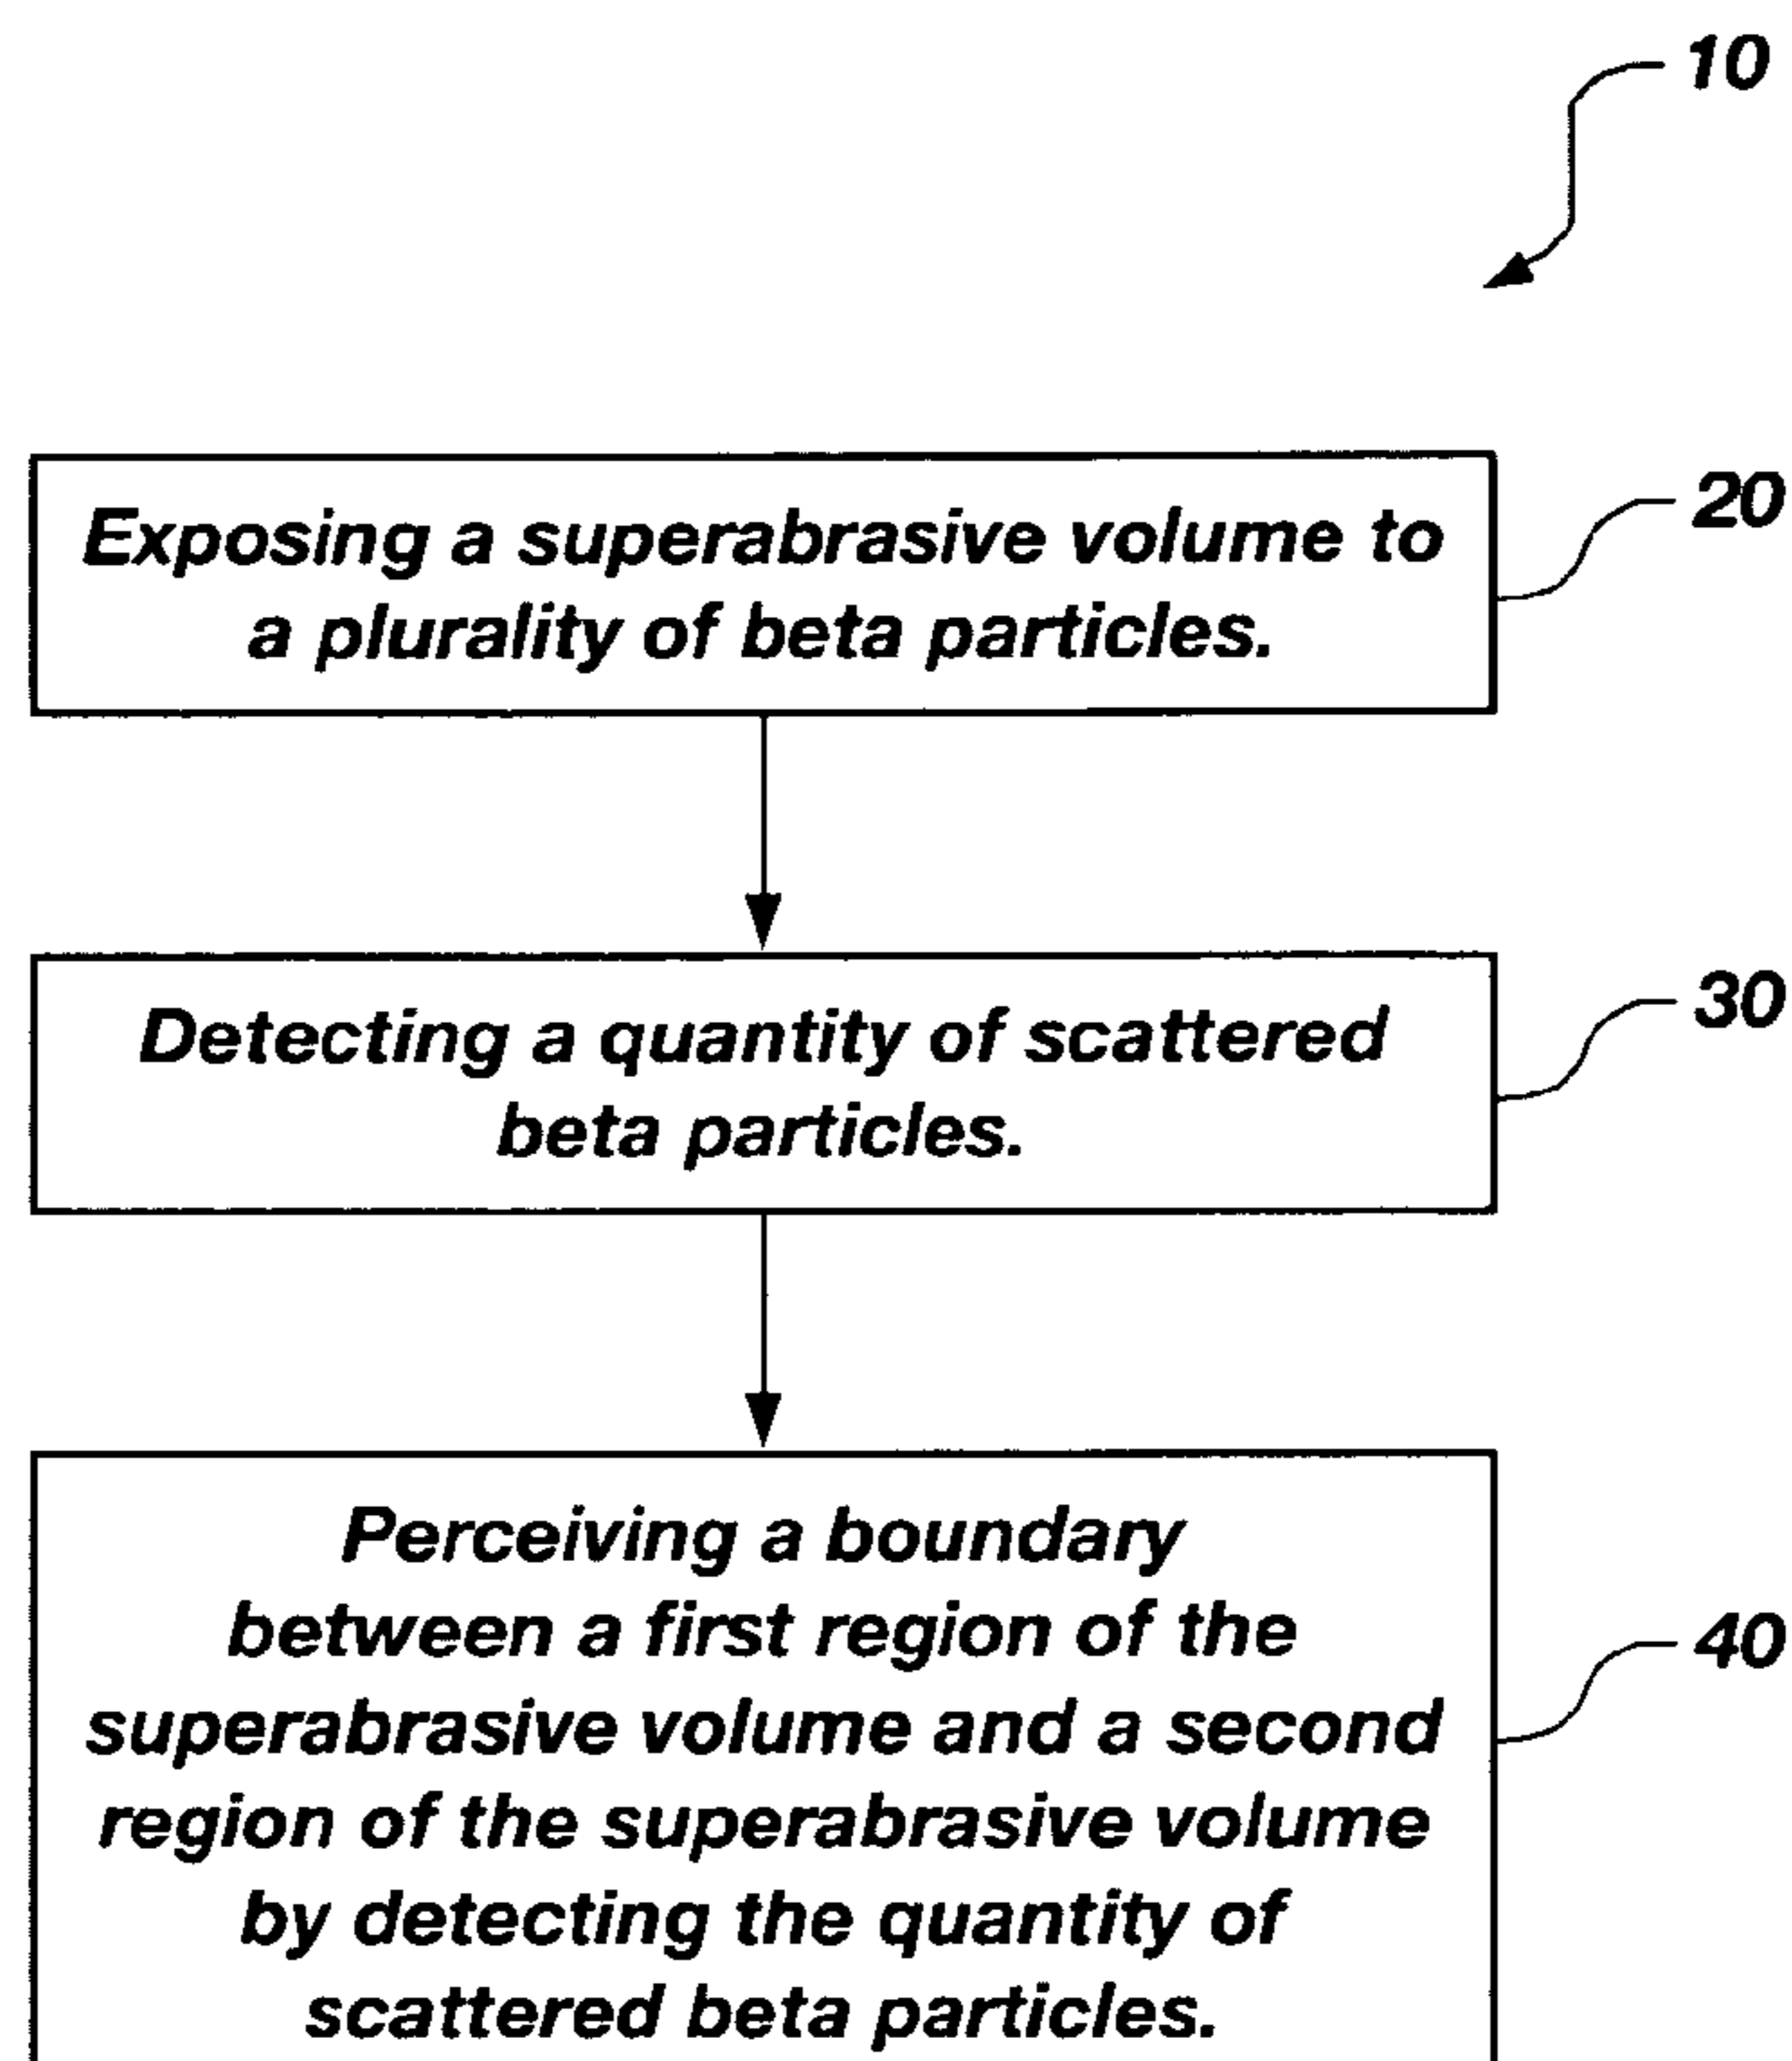 10
Exposing a superabrasive volume to
a plurality of beta particles.
20
Detecting a quantity of scattered
beta particles.
30
Perceiving a boundary
between a first region of the
superabrasive volume and a second
region of the superabrasive volume
by detecting the quantity of
scattered beta particles.
40